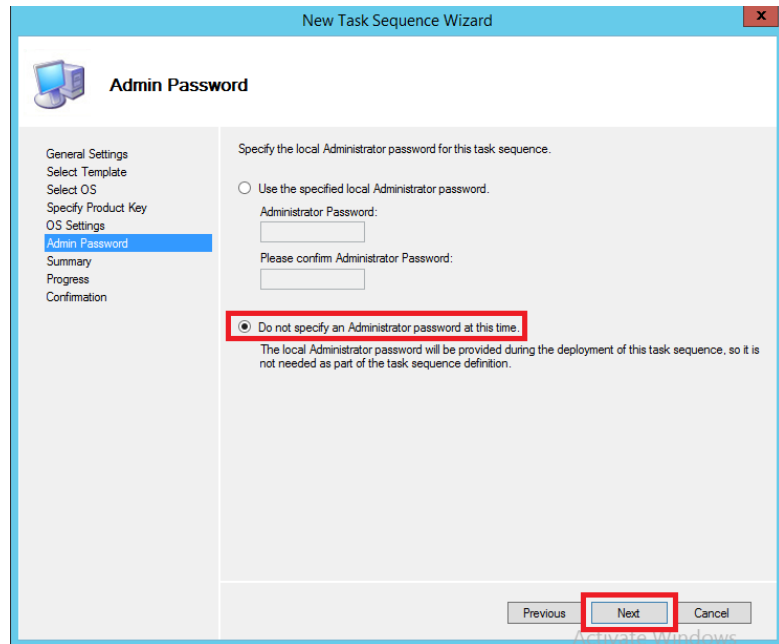 New Task Sequence Wizard
x
Admin Password
General Settings
Select Template
Select OS
Specify Product Key
OS Settings
Admin Password
Summary
Progress
Confirmation
Specify the local Administrator password for this task sequence.
Use the specified local Administrator password.
Administrator Password:
Please confirm Administrator Password:
Do not specify an Administrator password at this time.
The local Administrator password will be provided during the deployment of this task sequence, so it is
not needed as part of the task sequence definition.
Previous Next Cancel
Activate Windows